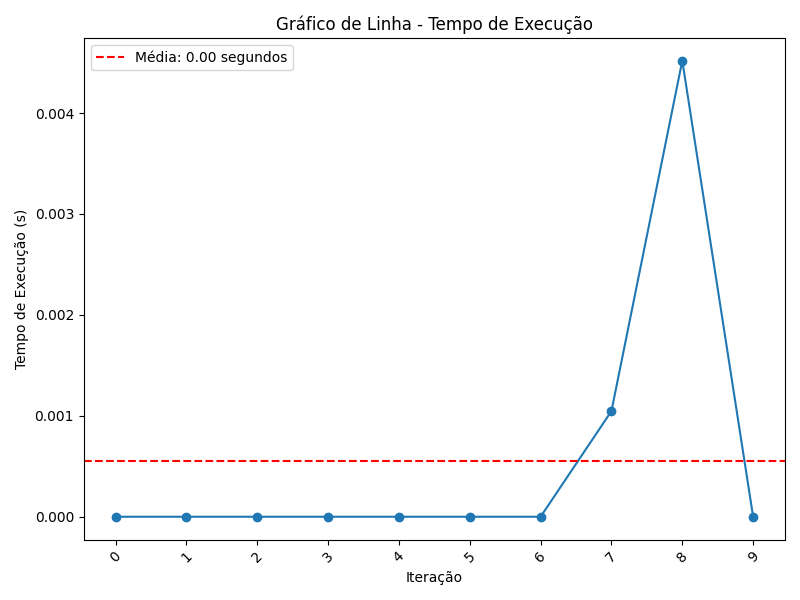 Gráfico de Linha - Tempo de Execução
Média: 0.00 segundos
Tempo de Execução (s)
0.004
0.003
0.002
0.001
0.000
0 1 2 3 4 5 6 7 8 9
Iteração